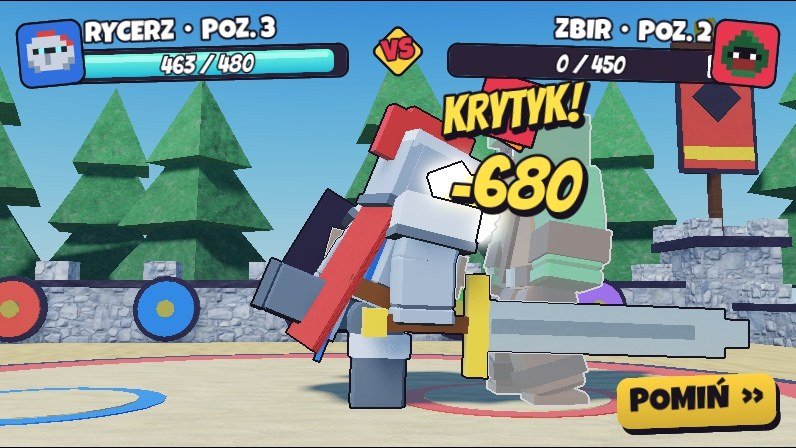 RYCERZ · POZ. 3
VS
ZBIR · POZ. 2
463 / 480
0 / 450
KRYTYK!
-680
POMIŃ >>